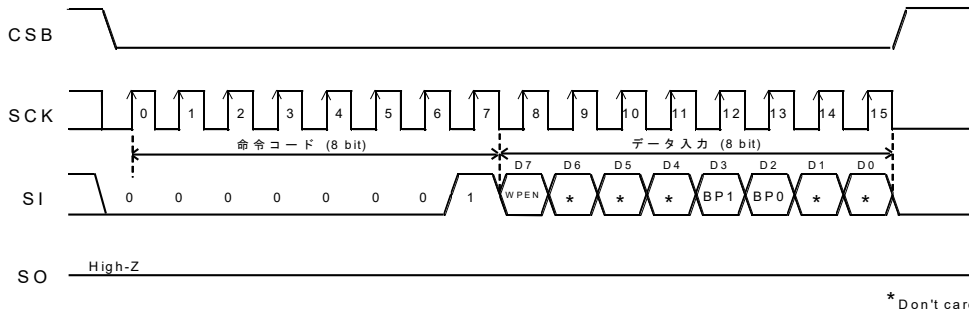 CSB
SCK
0 1 2 3 4 5 6 7 8 9 10 11 12 13 14 15
命令コード (8 bit) データ入力 (8 bit)
D7 D6 D5 D4 D3 D2 D1 D0
SI
0 0 0 0 0 0 0 1 WPEN * * * BP1 BP0 * *
High-Z
SO
*Don't care